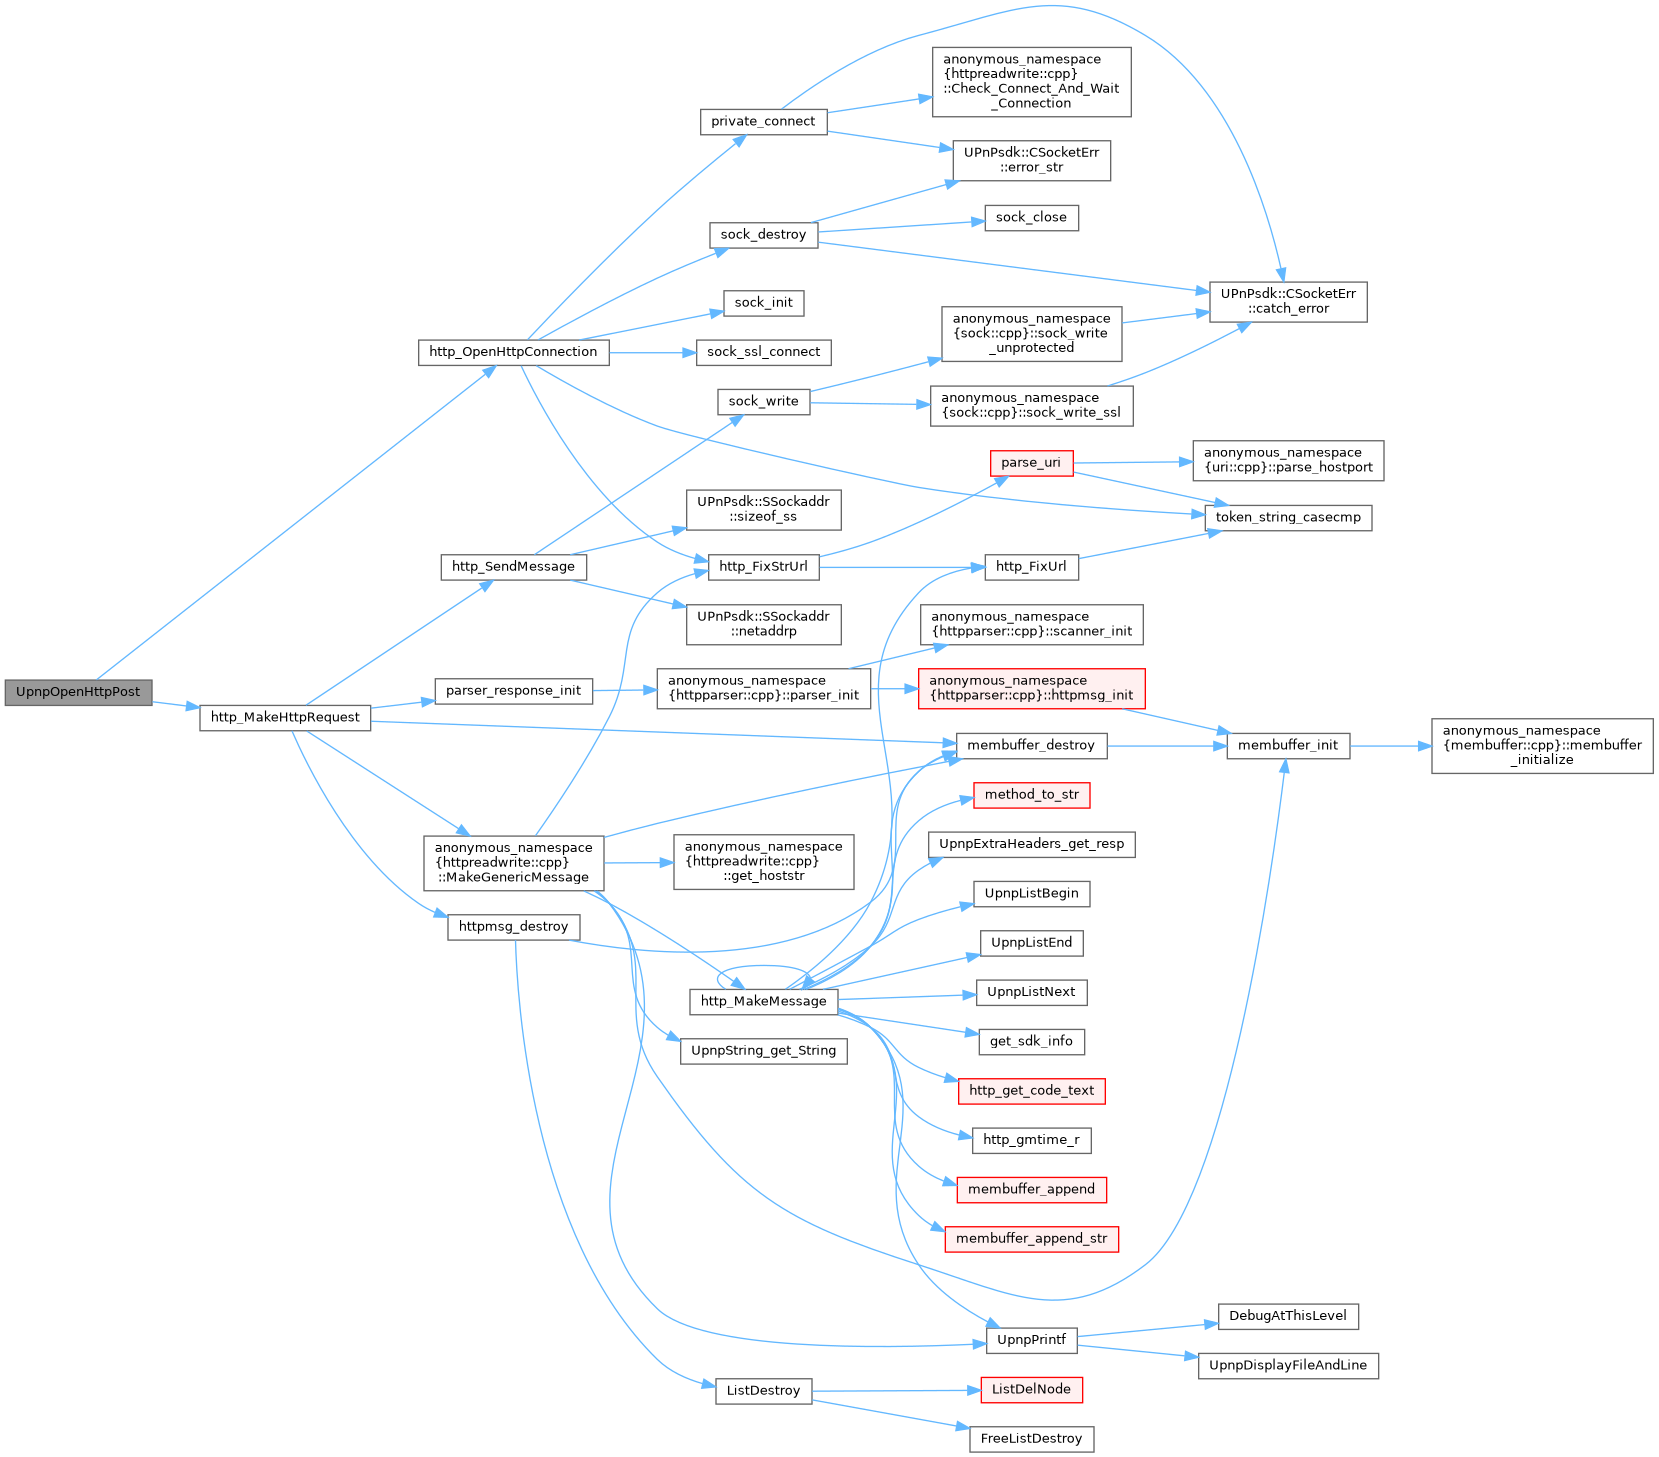 anonymous_namespace
{httpreadwrite::cpp}
::Check_Connect_And_Wait
_Connection
private_connect
UPnPsdk::CSocketErr
::error_str
sock_close
sock_destroy
UPnPsdk::CSocketErr
::catch_error
sock_init
anonymous_namespace
{sock::cpp}::sock_write
_unprotected
http_OpenHttpConnection
sock_ssl_connect
sock_write
anonymous_namespace
{sock::cpp}::sock_write_ssl
parse_uri
anonymous_namespace
{uri::cpp}::parse_hostport
UPnPsdk::SSockaddr
::sizeof_ss
token_string_casecmp
http_SendMessage
http_FixStrUrl
http_FixUrl
UPnPsdk::SSockaddr
::netaddrp
anonymous_namespace
{httpparser::cpp}::scanner_init
UpnpOpenHttpPost
parser_response_init
anonymous_namespace
{httpparser::cpp}::parser_init
anonymous_namespace
{httpparser::cpp}::httpmsg_init
http_MakeHttpRequest
membuffer_destroy
membuffer_init
anonymous_namespace
{membuffer::cpp}::membuffer
_initialize
method_to_str
anonymous_namespace
{httpreadwrite::cpp}
::MakeGenericMessage
anonymous_namespace
{httpreadwrite::cpp}
::get_hoststr
UpnpExtraHeaders_get_resp
UpnpListBegin
httpmsg_destroy
UpnpListEnd
http_MakeMessage
UpnpListNext
UpnpString_get_String
get_sdk_info
http_get_code_text
http_gmtime_r
membuffer_append
membuffer_append_str
UpnpPrintf
DebugAtThisLevel
UpnpDisplayFileAndLine
ListDestroy
ListDelNode
FreeListDestroy